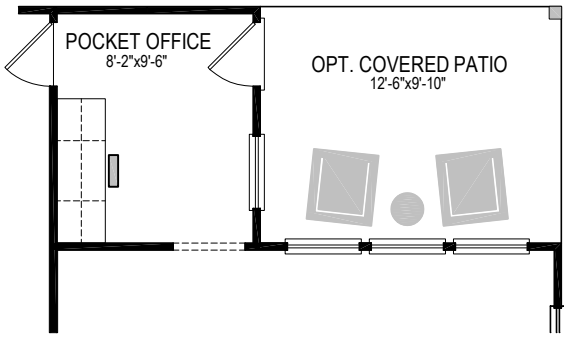 POCKET OFFICE
8'-2"x9'-6"
OPT. COVERED PATIO
12'-6"x9'-10"